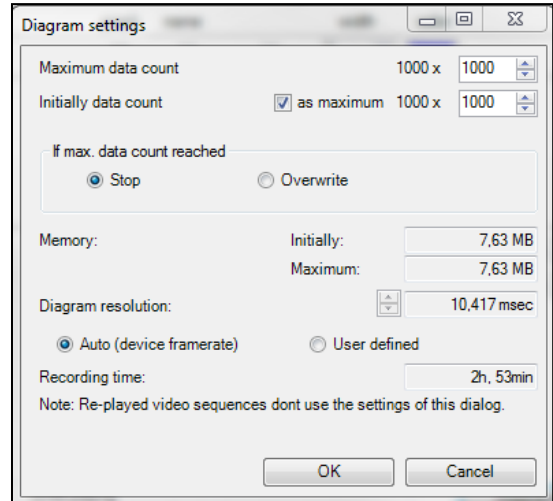 Diagram settings
Maximum data count 1000 x 1000
Initially data count as maximum 1000 x 1000
If max. data count reached
Stop Overwrite
Memory: Initially: 7,63 MB
Maximum: 7,63 MB
Diagram resolution: 10,417 msec
Auto (device framerate) User defined
Recording time: 2h, 53min
Note: Re-played video sequences dont use the settings of this dialog.
OK Cancel